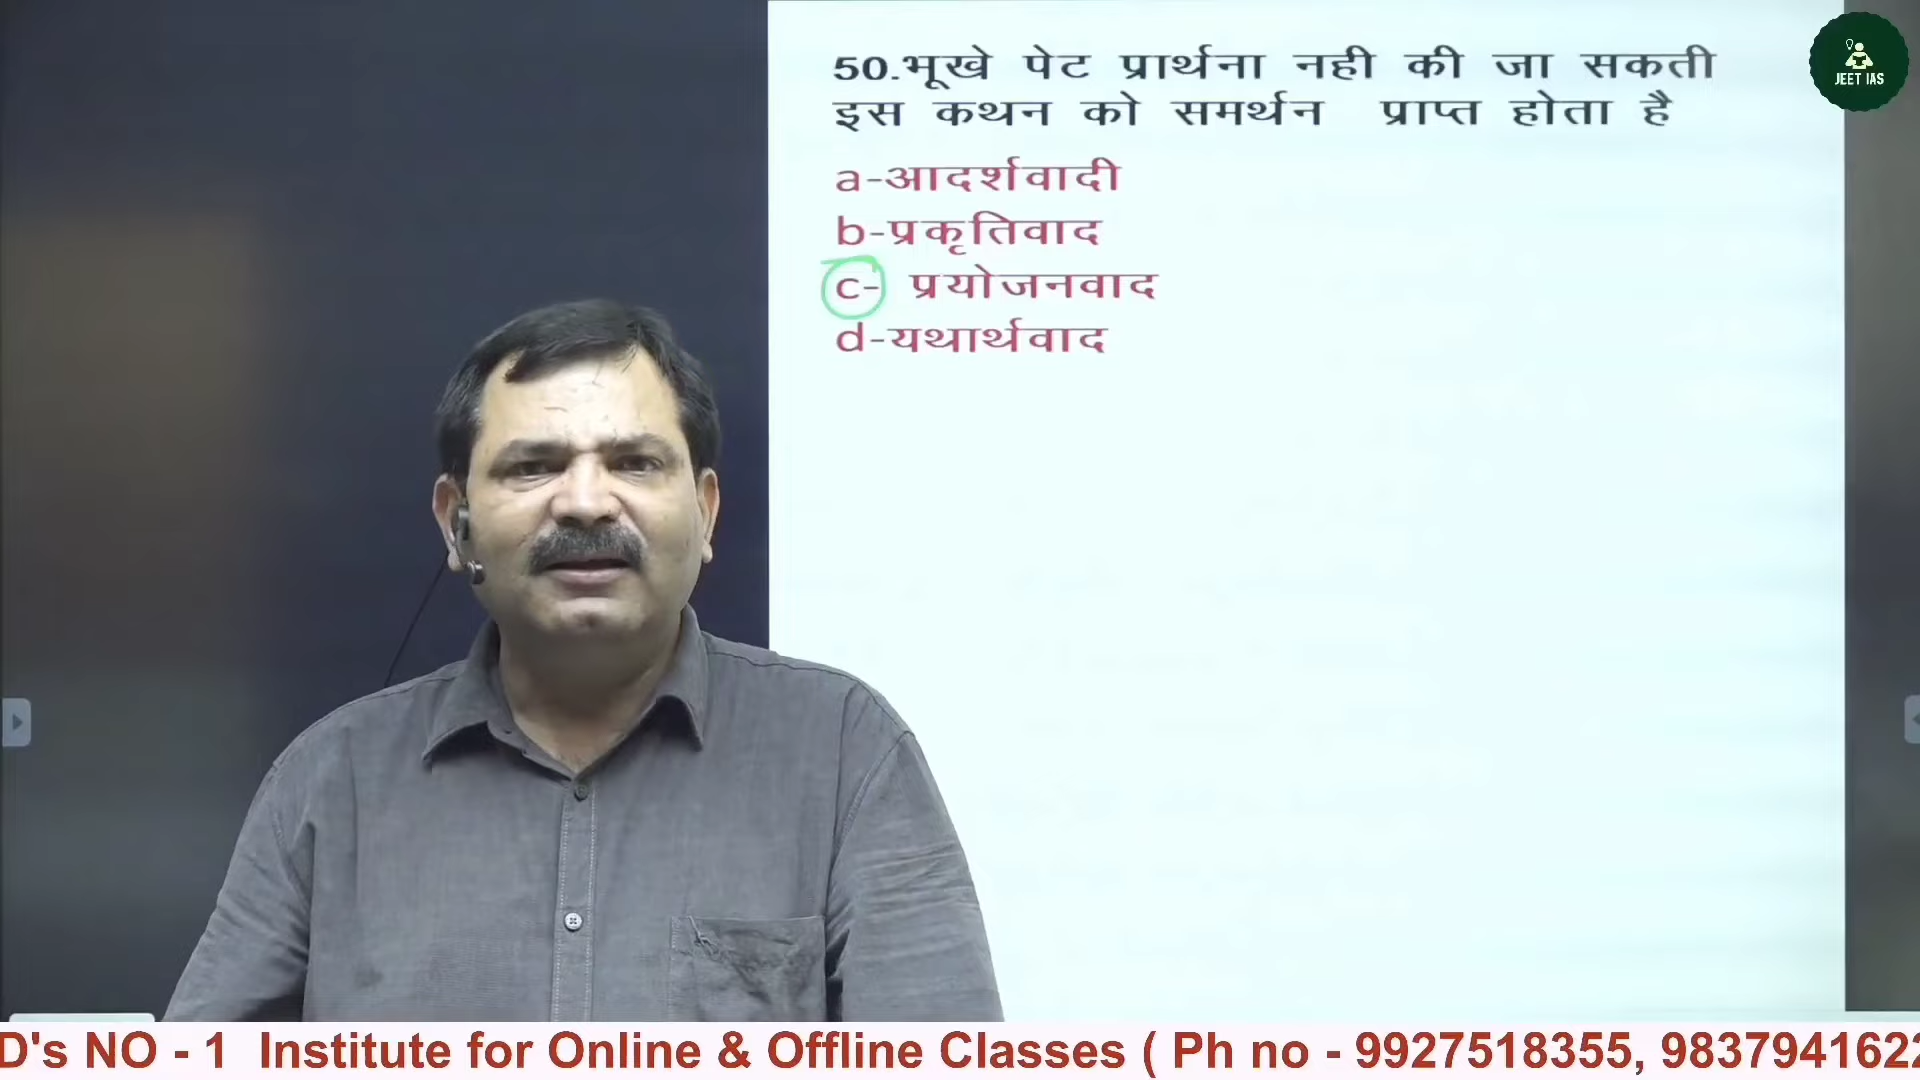 50.भूखे पेट प्रार्थना नही की जा सकती
इस कथन को समर्थन प्राप्त होता है
a-आदर्शवादी
b-प्रकृतिवाद
c- प्रयोजनवाद
d-यथार्थवाद
JEET IAS
D's NO - 1 Institute for Online & Offline Classes ( Ph no - 9927518355, 9837941622